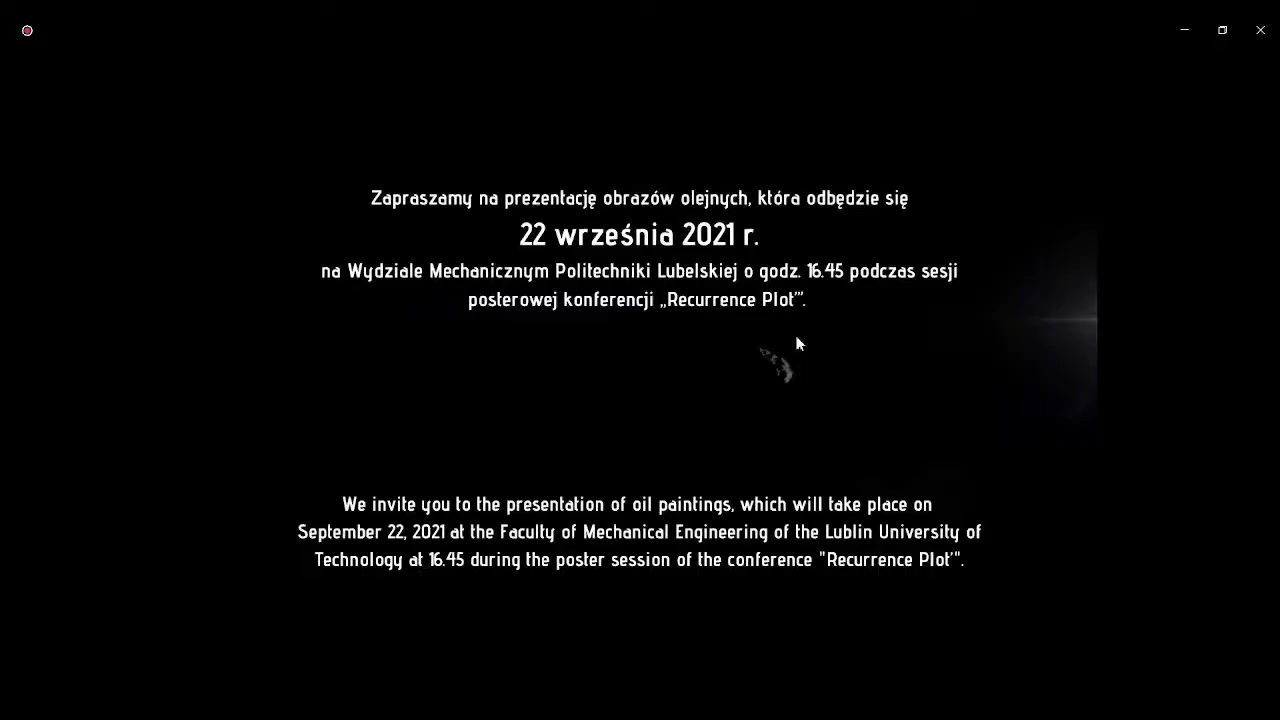 Zapraszamy na prezentację obrazów olejnych, która odbędzie się
22 września 2021 r.
na Wydziale Mechanicznym Politechniki Lubelskiej o godz. 16.45 podczas sesji
posterowej konferencji „Recurrence Plot'”.
We invite you to the presentation of oil paintings, which will take place on
September 22, 2021 at the Faculty of Mechanical Engineering of the Lublin University of
Technology at 16.45 during the poster session of the conference "Recurrence Plot'".